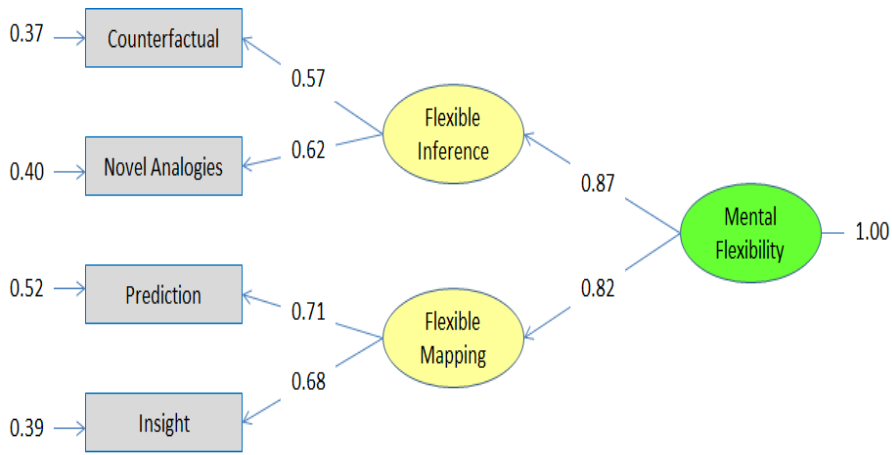 0.37
Counterfactual
0.57
Flexible
Inference
0.62
0.40
Novel Analogies
0.87
Mental
Flexibility
1.00
0.52
Prediction
0.71
0.82
Flexible
Mapping
0.68
0.39
Insight